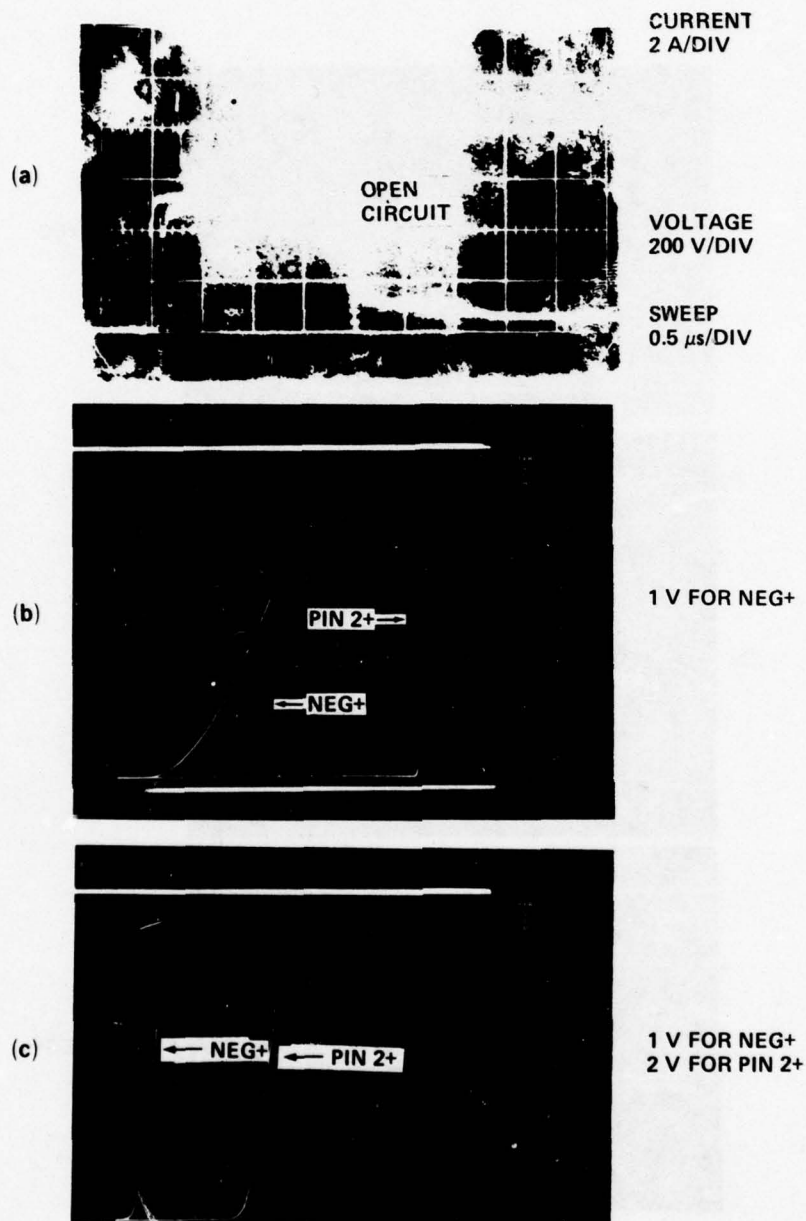 CURRENT
2 A/DIV
(a)
OPEN
CIRCUIT
VOLTAGE
200 V/DIV
SWEEP
0.5 μs/DIV
(b)
PIN 2+→
←NEG+
1 V FOR NEG+
(c)
← NEG+
← PIN 2+
1 V FOR NEG+
2 V FOR PIN 2+